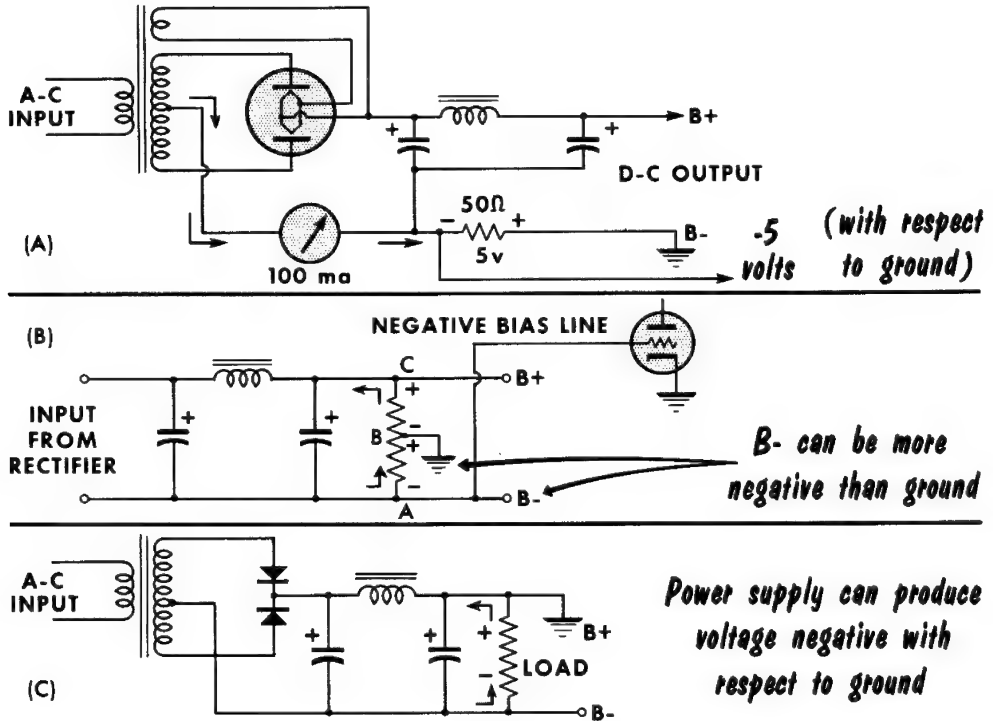 A-C
INPUT
+
+
B+
D-C OUTPUT
50Ω
- +
5v
B-
100 ma
-5 (with respect
volts to ground)
(A)
(B)
NEGATIVE BIAS LINE
C
B+
+
+
+
-
B
+
-
INPUT
FROM
RECTIFIER
A
B-
B- can be more
negative than ground
A-C
INPUT
+
+
+
-
LOAD
B+
B-
Power supply can produce
voltage negative with
respect to ground
(C)